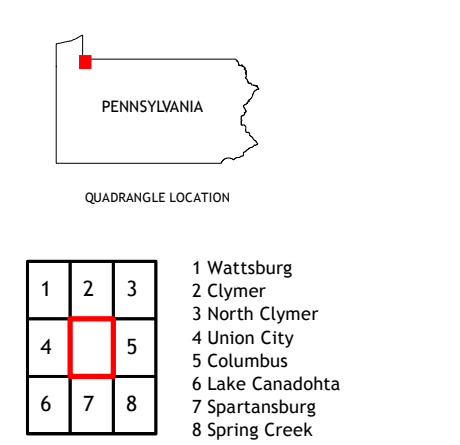 PENNSYLVANIA
QUADRANGLE LOCATION
1 2 3
4 5
6 7 8
1 Wattsburg
2 Clymer
3 North Clymer
4 Union City
5 Columbus
6 Lake Canadohta
7 Spartansburg
8 Spring Creek